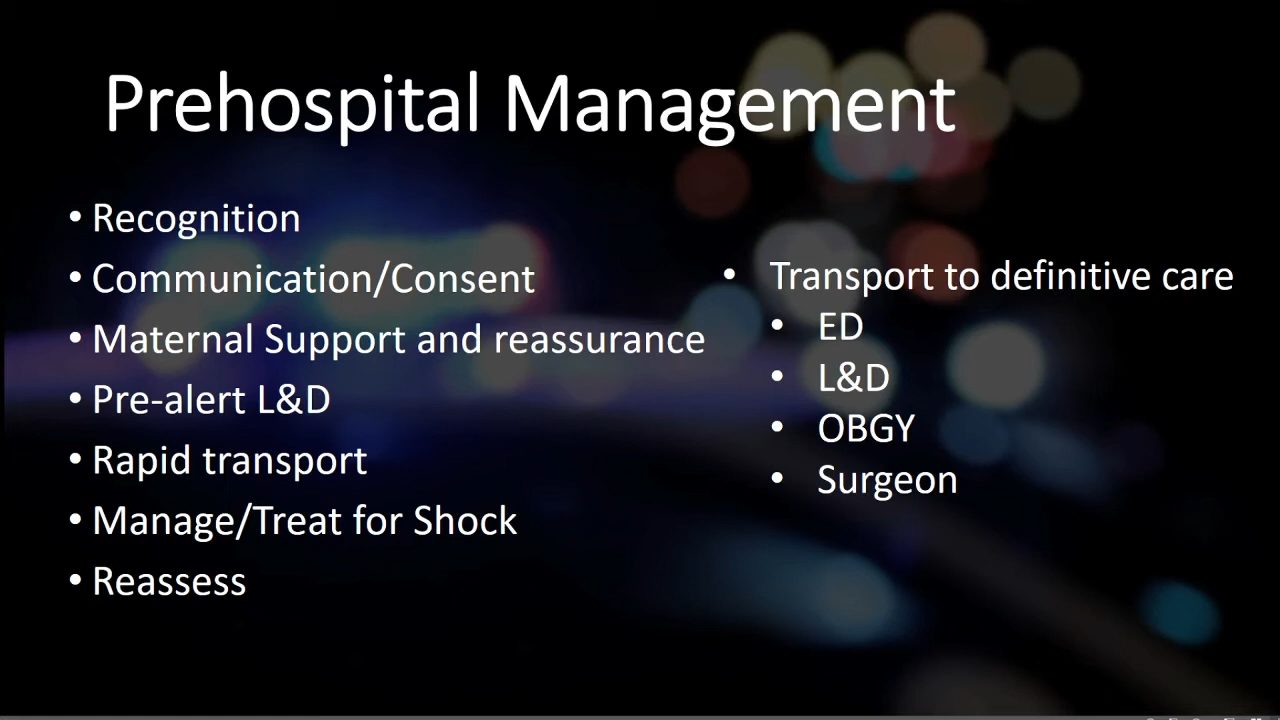 Prehospital Management
• Recognition
• Communication/Consent
• Maternal Support and reassurance
• Pre-alert L&D
• Rapid transport
• Manage/Treat for Shock
• Reassess
• Transport to definitive care
• ED
• L&D
• OBGY
• Surgeon